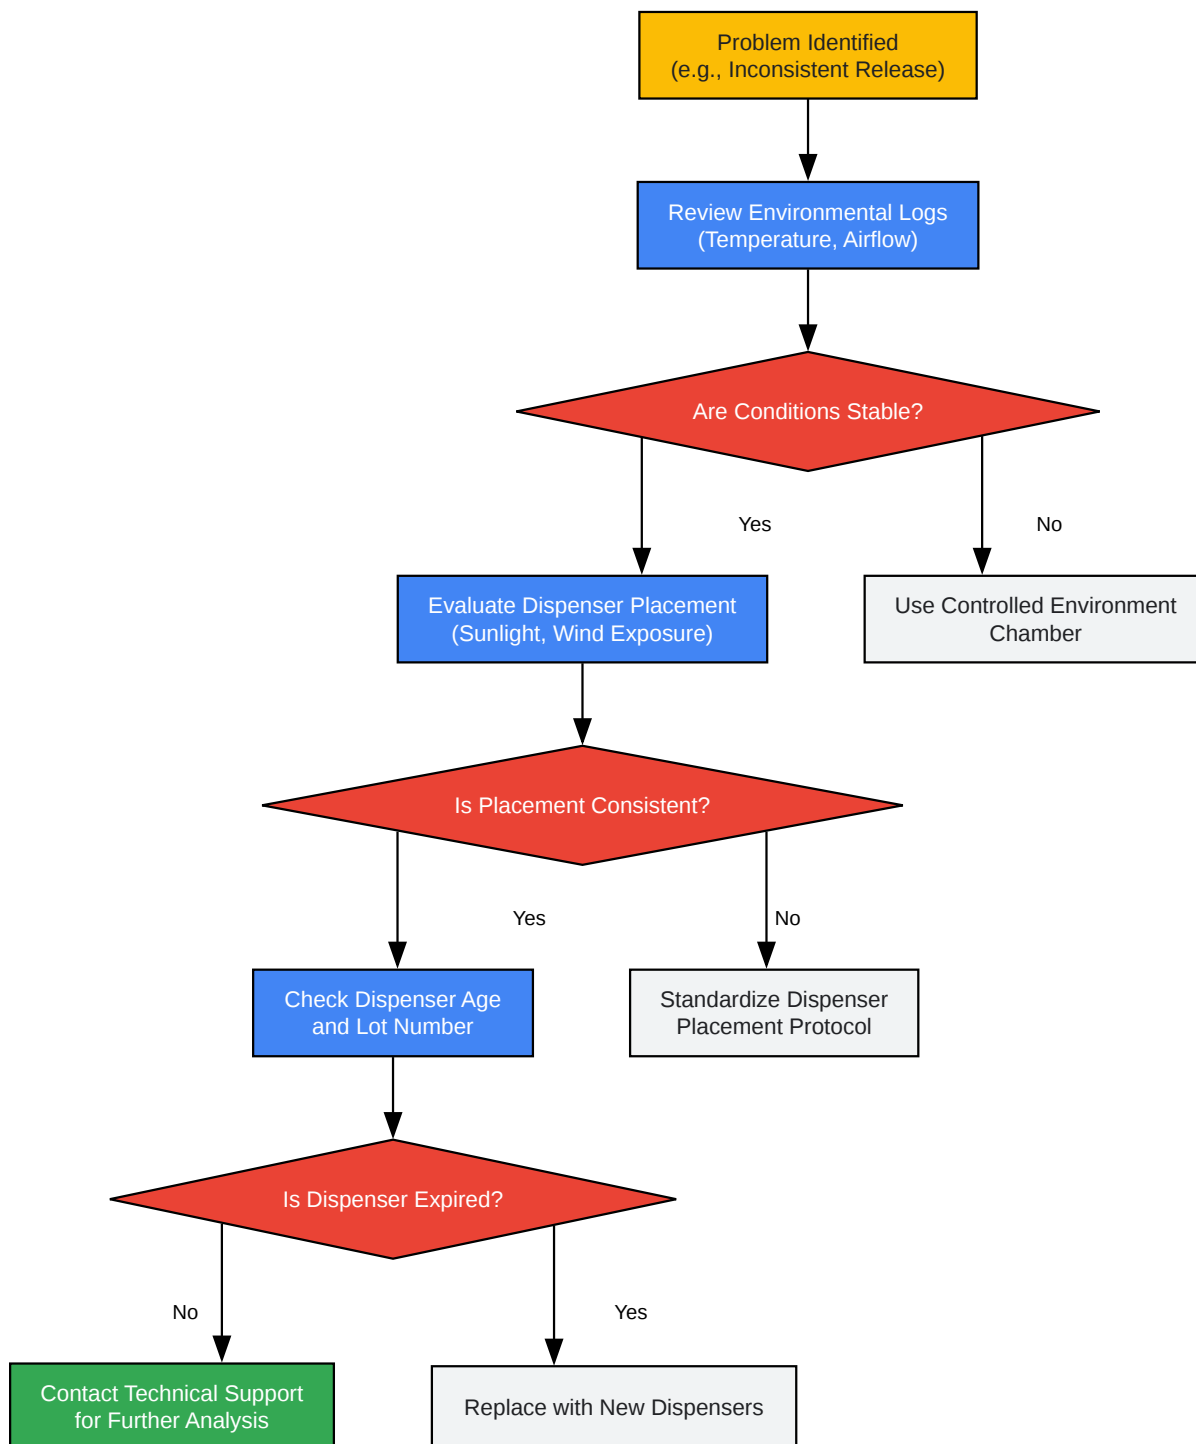 Problem Identified
(e.g., Inconsistent Release)
Review Environmental Logs
(Temperature, Airflow)
Are Conditions Stable?
Yes
No
Evaluate Dispenser Placement
(Sunlight, Wind Exposure)
Use Controlled Environment
Chamber
Is Placement Consistent?
Yes
No
Check Dispenser Age
and Lot Number
Standardize Dispenser
Placement Protocol
Is Dispenser Expired?
No
Yes
Contact Technical Support
for Further Analysis
Replace with New Dispensers